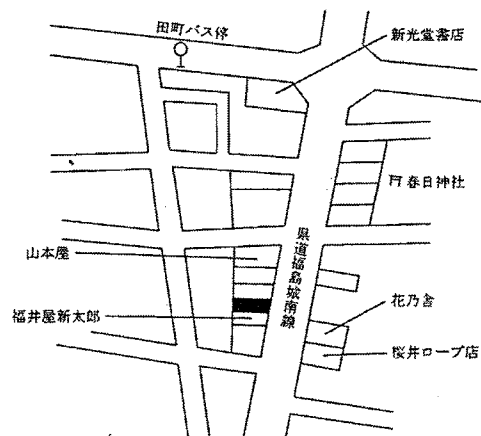 田町バス停
新光堂書店
春日神社
山本屋
県道福島城南線
花乃舎
福井屋新太郎
桜井ロープ店